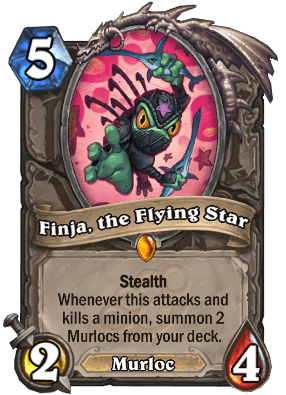 5
Finja, the Flying Star
Stealth
Whenever this attacks and
kills a minion, summon 2
Murlocs from your deck.
2
Murloc
4